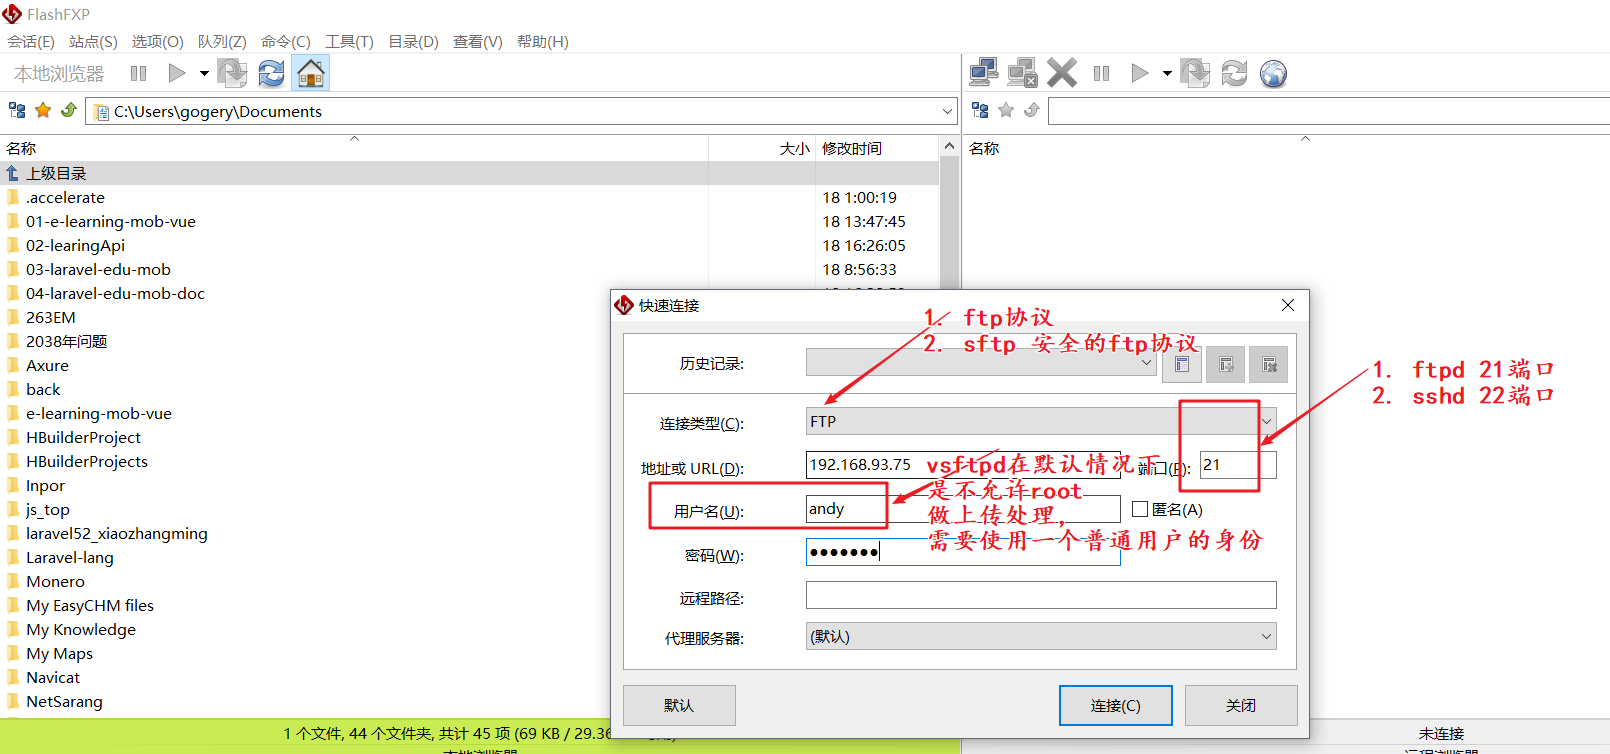 FlashFXP
会话(E) 站点(S) 选项(O) 队列(Z) 命令(C) 工具(T) 目录(D) 查看(V) 帮助(H)
本地浏览器
C:\Users\gogery\Documents
名称 大小 修改时间
名称
上级目录
.accelerate 18 1:00:19
01-e-learning-mob-vue 18 13:47:45
02-learingApi 18 16:26:05
03-laravel-edu-mob 18 8:56:33
04-laravel-edu-mob-doc
263EM
2038年问题
Axure
back
e-learning-mob-vue
HBuilderProject
HBuilderProjects
Inpor
js_top
laravel52_xiaozhangming
Laravel-lang
Monero
My EasyCHM files
My Knowledge
My Maps
Navicat
NetSarang
1 个文件, 44 个文件夹, 共计 45 项 (69 KB / 29.36
本地浏览器
快速连接
1. ftp协议
2. sftp 安全的ftp协议
历史记录:
连接类型(C): FTP
地址或 URL(D): 192.168.93.75 端口(P): 21
用户名(U): andy 匿名(A)
密码(W): ●●●●●●●
远程路径:
代理服务器: (默认)
默认 连接(C) 关闭
vsftpd在默认情况下
是不允许root
做上传处理,
需要使用一个普通用户的身份
1. ftpd 21端口
2. sshd 22端口
未连接
远程浏览器